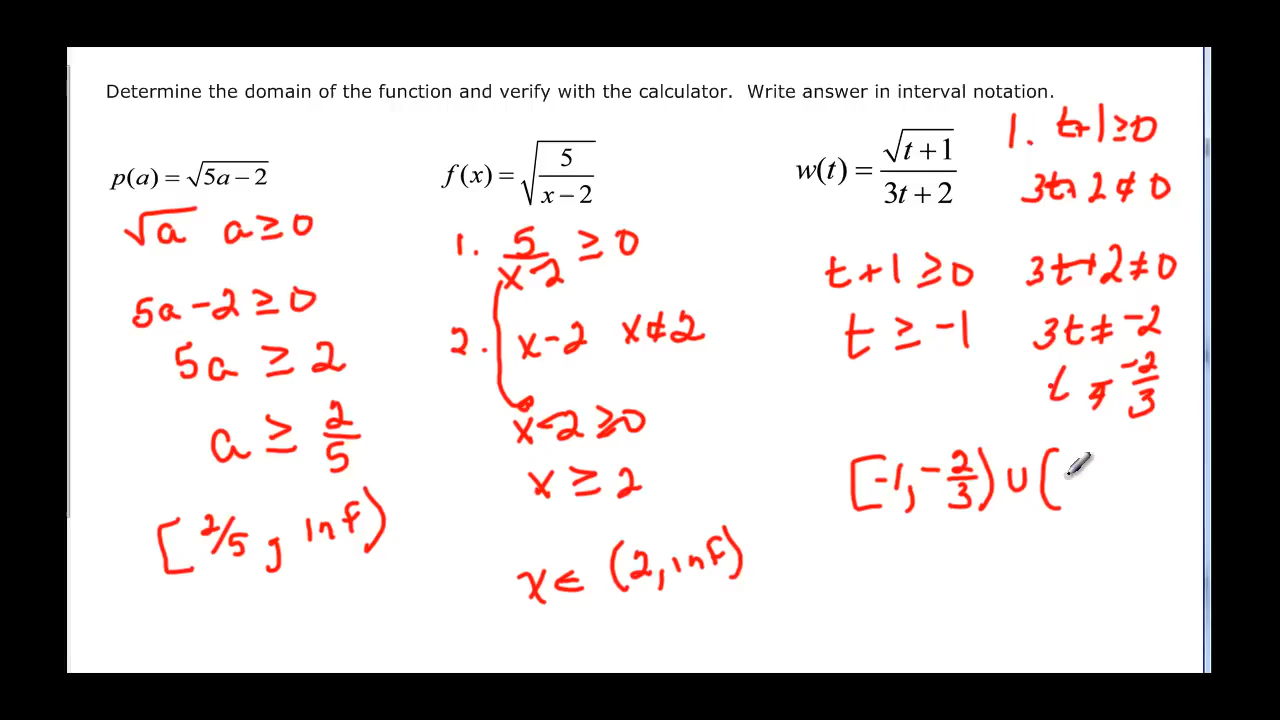 Determine the domain of the function and verify with the calculator. Write answer in interval notation.
p(a) = √(5a − 2)
√a a ≥ 0
5a − 2 ≥ 0
5a ≥ 2
a ≥ 2/5
[2/5, inf)
f(x) = √(5/(x − 2))
1. 5/(x − 2) ≥ 0
2. x − 2 x ≠ 2
x − 2 ≥ 0
x ≥ 2
x ∈ (2, inf)
w(t) = √(t + 1)/(3t + 2)
1. t + 1 ≥ 0
3t + 2 ≠ 0
t + 1 ≥ 0
t ≥ −1
3t + 2 ≠ 0
3t ≠ −2
t ≠ −2/3
[−1, −2/3) ∪ (